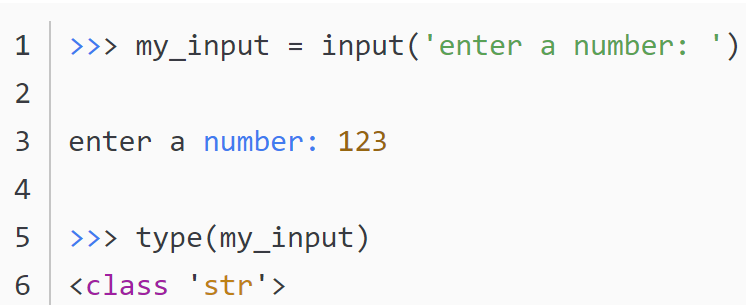 1 >>> my_input = input('enter a number: ')
2
3 enter a number: 123
4
5 >>> type(my_input)
6 <class 'str'>